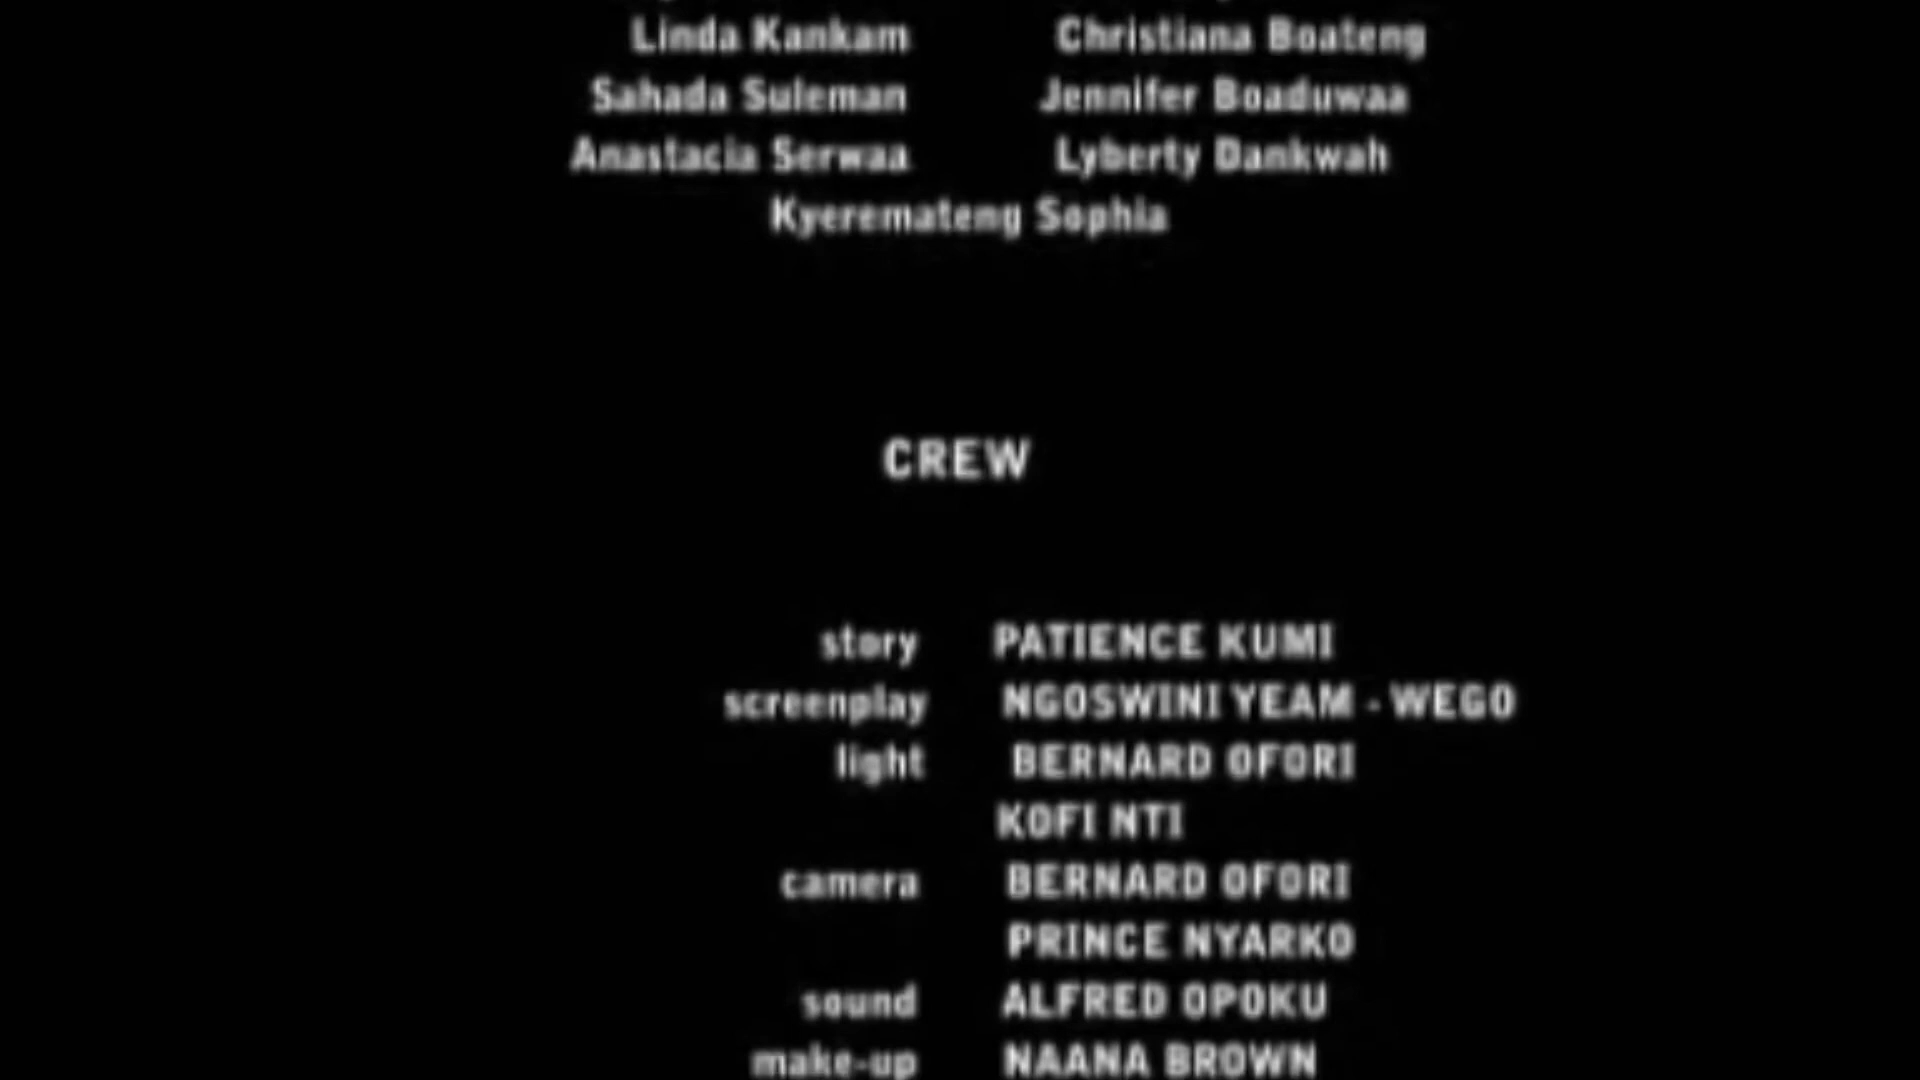 Linda Kankam Christiana Boateng
Sahada Suleman Jennifer Boaduwaa
Anastacia Serwaa Lyberty Dankwah
Kyeremateng Sophia
CREW
story PATIENCE KUMI
screenplay NGOSWINI YEAM - WEGO
light BERNARD OFORI
KOFI NTI
camera BERNARD OFORI
PRINCE NYARKO
sound ALFRED OPOKU
make-up NAANA BROWN